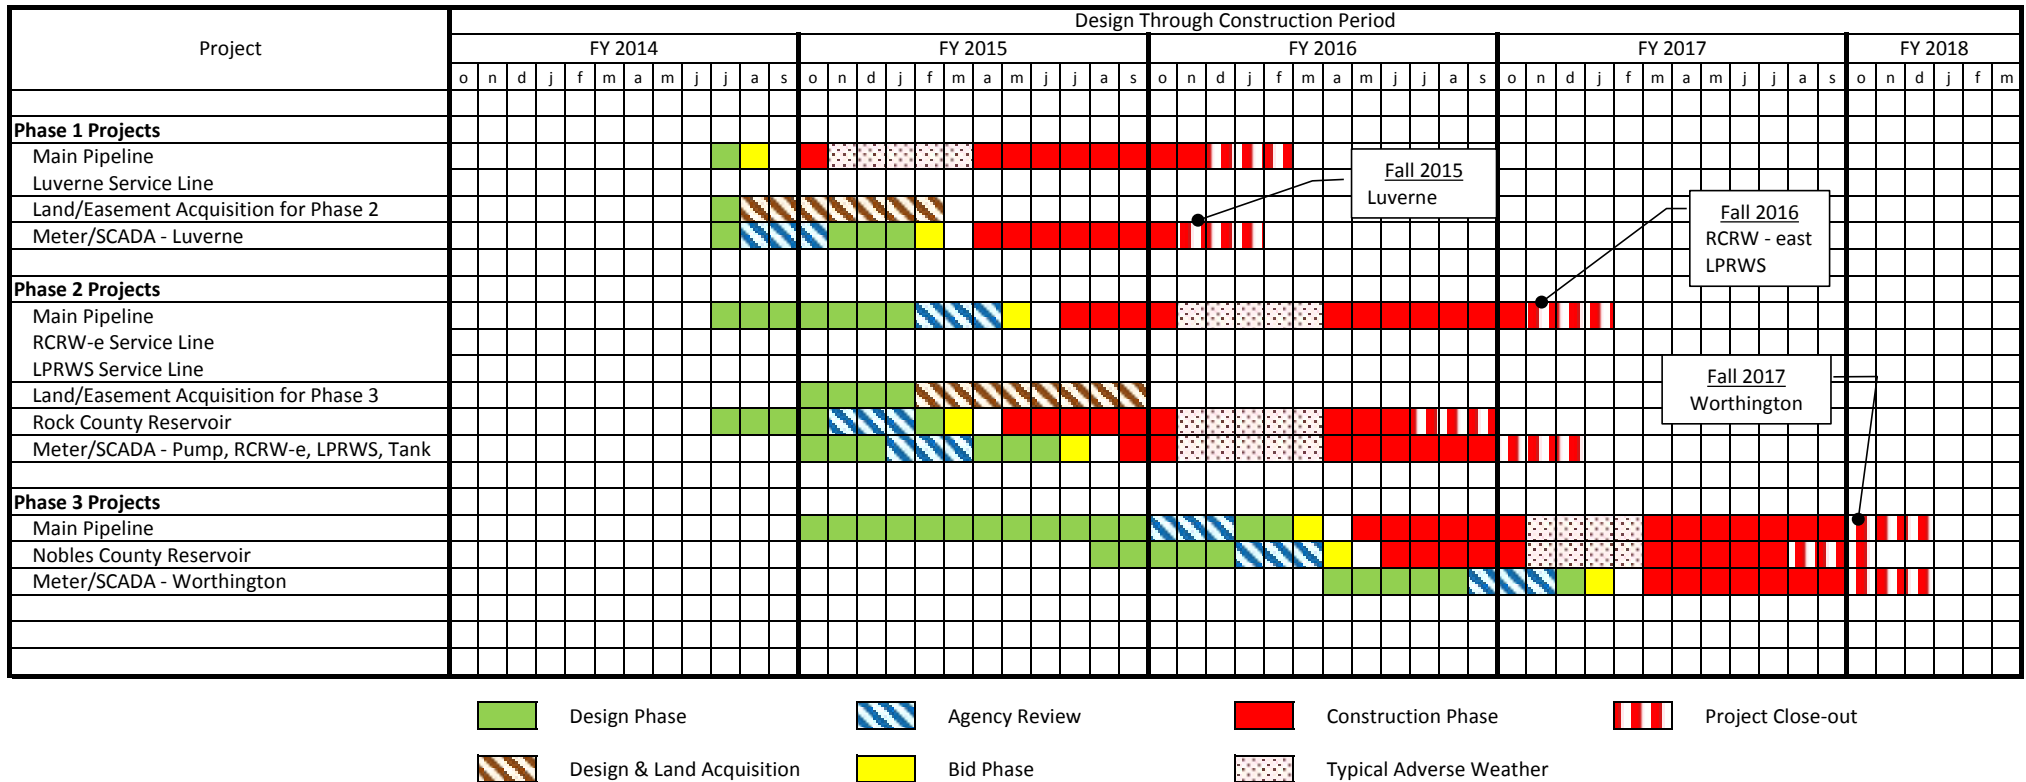 Project
Design Through Construction Period
FY 2014 FY 2015 FY 2016 FY 2017 FY 2018
o n d j f m a m j j a s o n d j f m a m j j a s o n d j f m a m j j a s o n d j f m a m j j a s o n d j f m
Phase 1 Projects
Main Pipeline
Luverne Service Line
Land/Easement Acquisition for Phase 2
Meter/SCADA - Luverne
Fall 2015
Luverne
Phase 2 Projects
Main Pipeline
RCRW-e Service Line
LPRWS Service Line
Land/Easement Acquisition for Phase 3
Rock County Reservoir
Meter/SCADA - Pump, RCRW-e, LPRWS, Tank
Fall 2016
RCRW - east
LPRWS
Fall 2017
Worthington
Phase 3 Projects
Main Pipeline
Nobles County Reservoir
Meter/SCADA - Worthington
Design Phase
Agency Review
Construction Phase
Project Close-out
Design & Land Acquisition
Bid Phase
Typical Adverse Weather